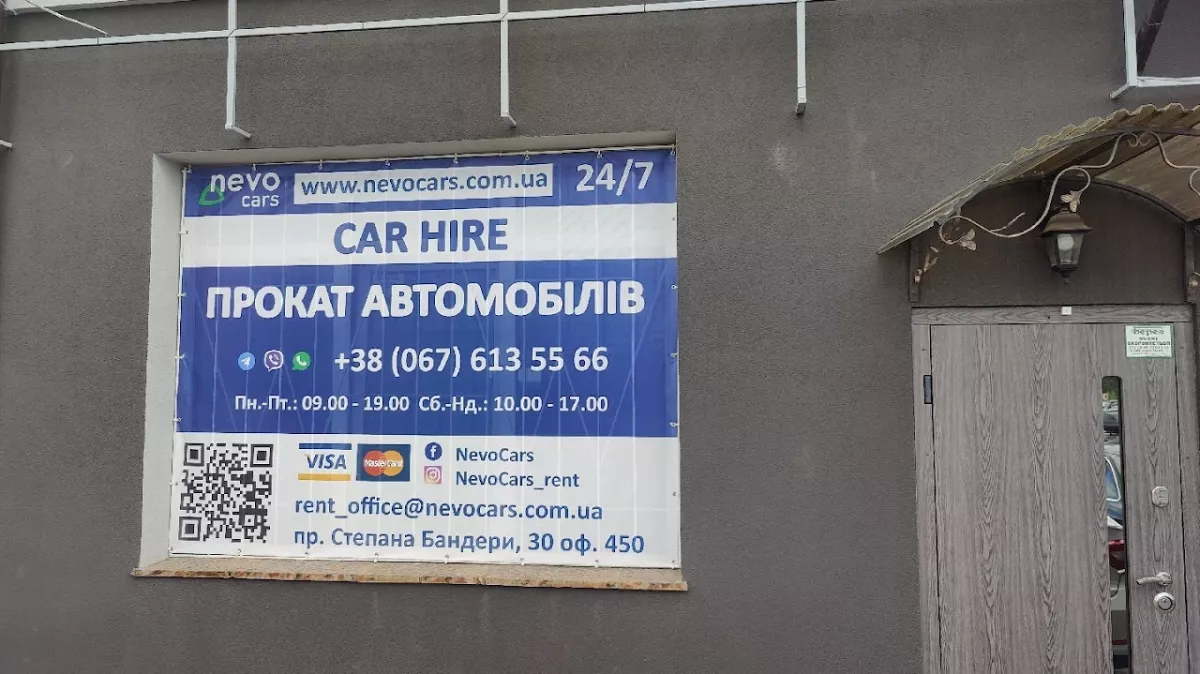 nevo
cars
www.nevocars.com.ua
24/7
CAR HIRE
ПРОКАТ АВТОМОБІЛІВ
+38 (067) 613 55 66
Пн.-Пт.: 09.00 - 19.00 Сб.-Нд.: 10.00 - 17.00
VISA
MasterCard
NevoCars
NevoCars_rent
rent_office@nevocars.com.ua
пр. Степана Бандери, 30 оф. 450